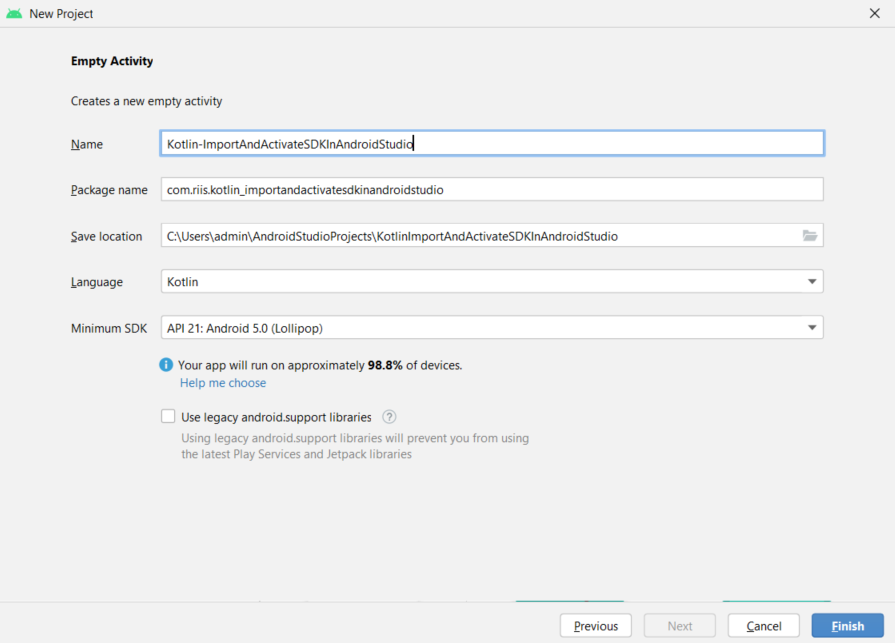 New Project
Empty Activity
Creates a new empty activity
Name Kotlin-ImportAndActivateSDKInAndroidStudio
Package name com.riis.kotlin_importandactivatesdkinandroidstudio
Save location C:\Users\admin\AndroidStudioProjects\KotlinImportAndActivateSDKInAndroidStudio
Language Kotlin
Minimum SDK API 21: Android 5.0 (Lollipop)
Your app will run on approximately 98.8% of devices.
Help me choose
Use legacy android.support libraries ?
Using legacy android.support libraries will prevent you from using
the latest Play Services and Jetpack libraries
Previous Next Cancel Finish